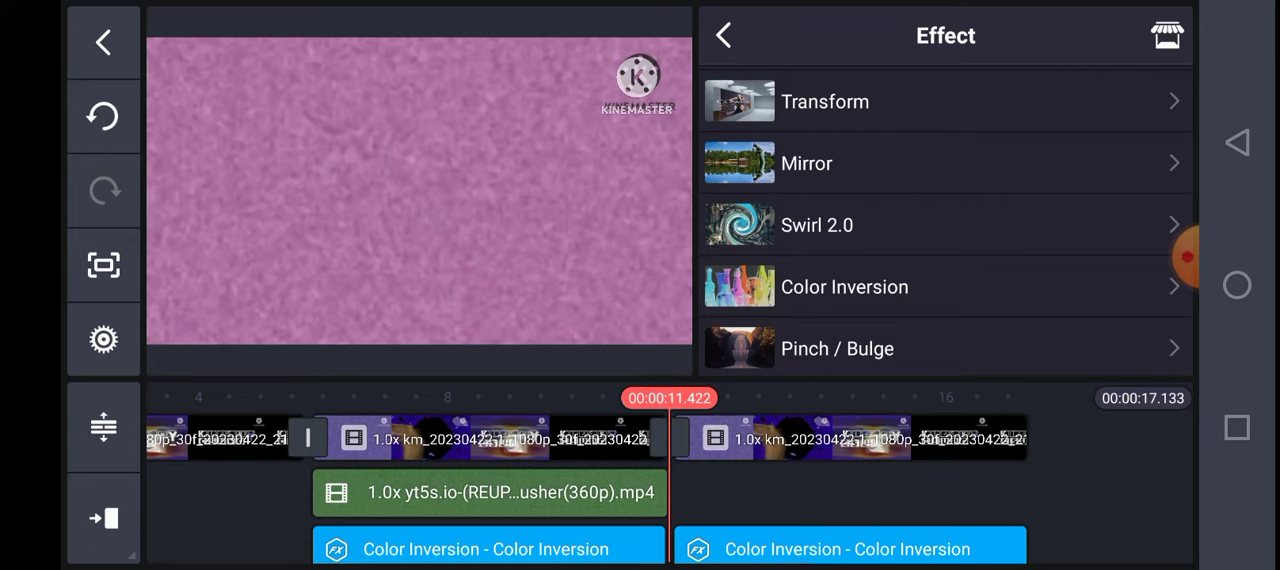 Effect
KINEMASTER
Transform
Mirror
Swirl 2.0
Color Inversion
Pinch / Bulge
4
8
00:00:11.422
16
00:00:17.133
1.0x km_20230422_1_1080p_30f_20230422_2
1.0x km_20230422_1_1080p_30f_20230422_2
1.0x yt5s.io-(REUP...usher(360p).mp4
Color Inversion - Color Inversion
Color Inversion - Color Inversion